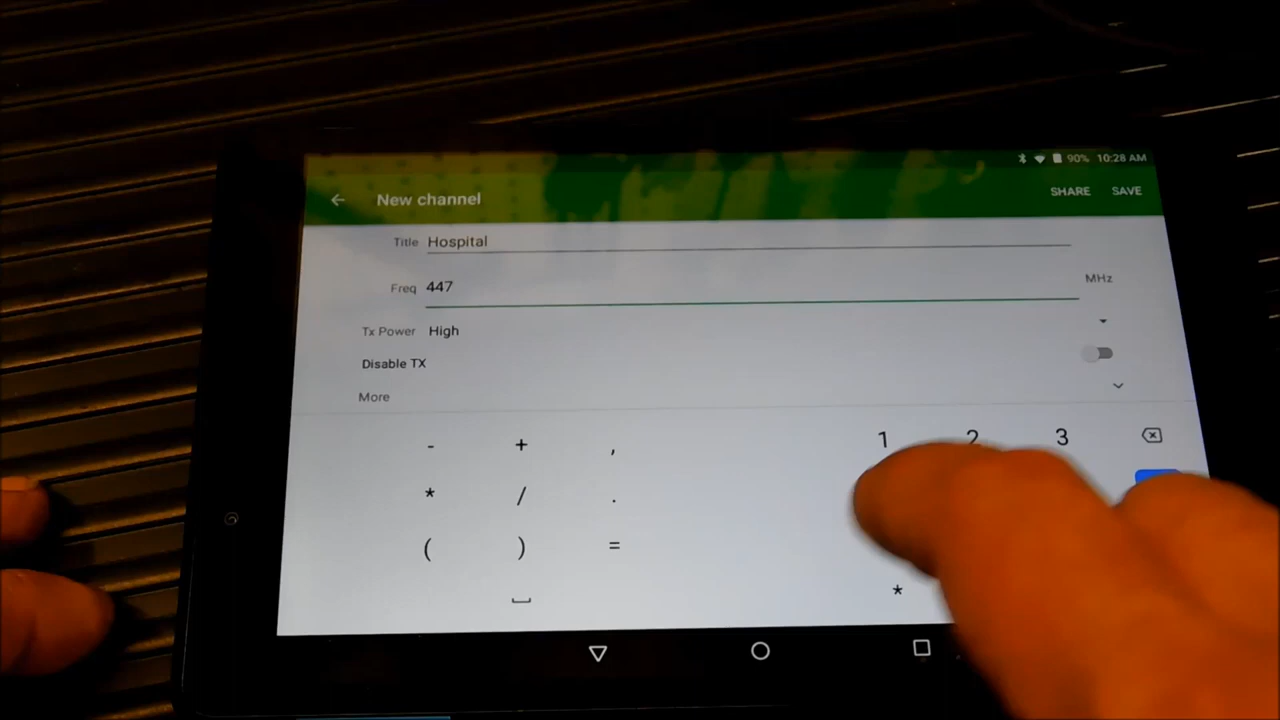 90% 10:28 AM
New channel SHARE SAVE
Title Hospital
Freq 447 MHz
Tx Power High
Disable TX
More
- + , 1 2 3
* / .
( ) =
*